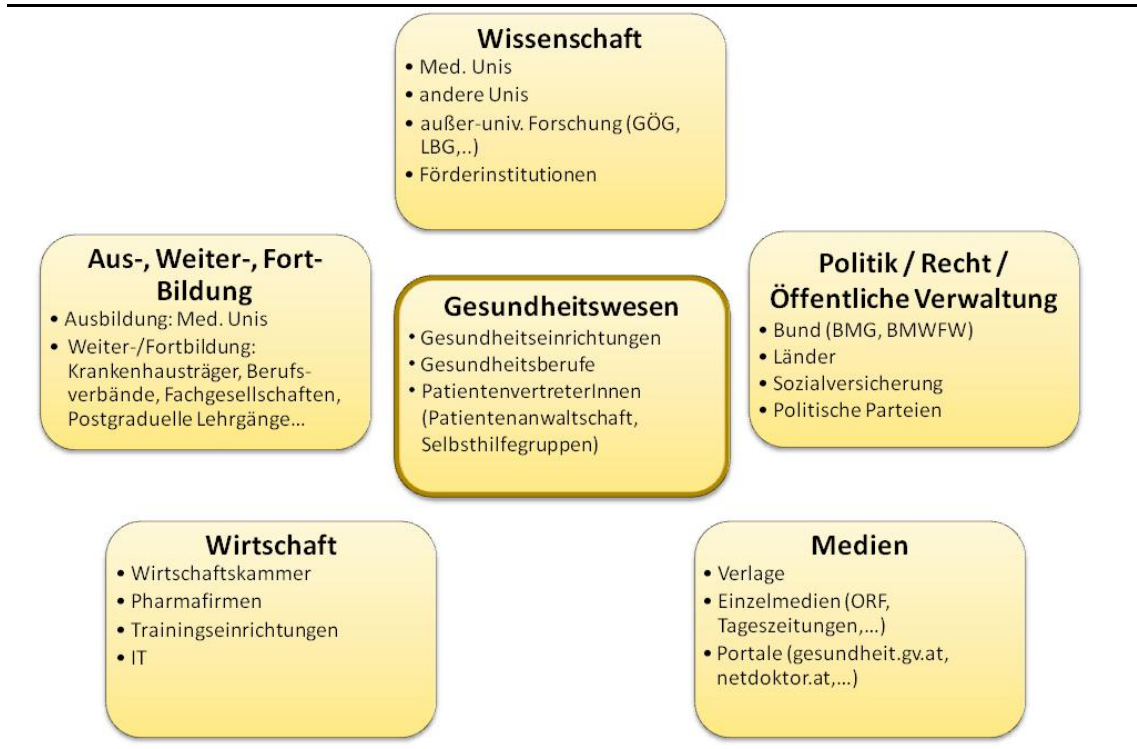 Wissenschaft
• Med. Unis
• andere Unis
• außer-univ. Forschung (GÖG,
LBG,..)
• Förderinstitutionen
Aus-, Weiter-, Fort-
Bildung
• Ausbildung: Med. Unis
• Weiter-/Fortbildung:
Krankenhausträger, Berufs-
verbände, Fachgesellschaften,
Postgraduelle Lehrgänge...
Gesundheitswesen
• Gesundheitseinrichtungen
• Gesundheitsberufe
• PatientenvertreterInnen
(Patientenanwaltschaft,
Selbsthilfegruppen)
Politik / Recht /
Öffentliche Verwaltung
• Bund (BMG, BMWFW)
• Länder
• Sozialversicherung
• Politische Parteien
Wirtschaft
• Wirtschaftskammer
• Pharmafirmen
• Trainingseinrichtungen
• IT
Medien
• Verlage
• Einzelmedien (ORF,
Tageszeitungen,...)
• Portale (gesundheit.gv.at,
netdoktor.at,...)